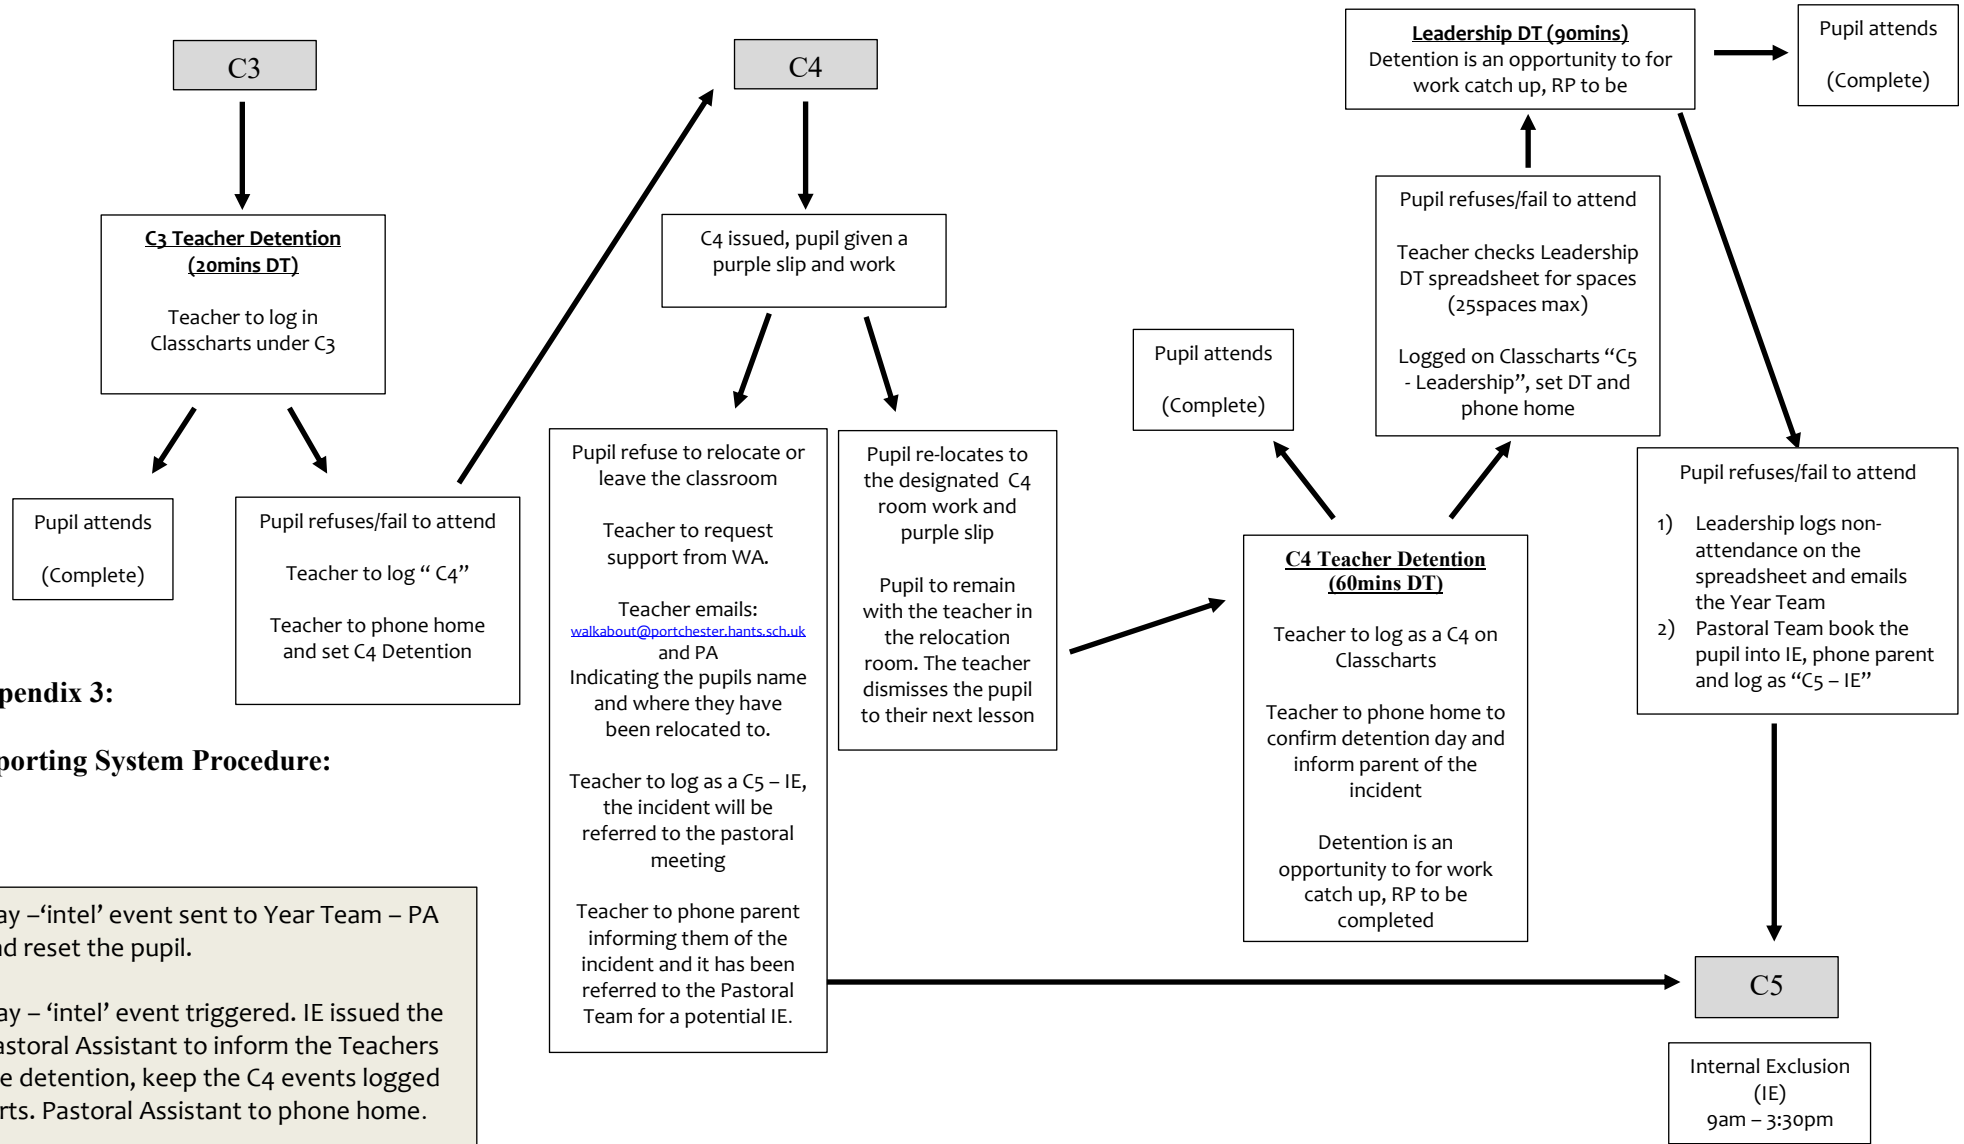 C3
C3 Teacher Detention
(20mins DT)
Teacher to log in
Classcharts under C3
Pupil attends
(Complete)
Pupil refuses/fail to attend
Teacher to log “ C4”
Teacher to phone home
and set C4 Detention
C4
C4 issued, pupil given a
purple slip and work
Pupil refuse to relocate or
leave the classroom
Teacher to request
support from WA.
Teacher emails:
walkabout@portchester.hants.sch.uk
and PA
Indicating the pupils name
and where they have
been relocated to.
Teacher to log as a C5 – IE,
the incident will be
referred to the pastoral
meeting
Teacher to phone parent
informing them of the
incident and it has been
referred to the Pastoral
Team for a potential IE.
Pupil re-locates to
the designated C4
room work and
purple slip
Pupil to remain
with the teacher in
the relocation
room. The teacher
dismisses the pupil
to their next lesson
C4 Teacher Detention
(60mins DT)
Teacher to log as a C4 on
Classcharts
Teacher to phone home to
confirm detention day and
inform parent of the
incident
Detention is an
opportunity to for work
catch up, RP to be
completed
Pupil attends
(Complete)
Pupil refuses/fail to attend
Teacher checks Leadership
DT spreadsheet for spaces
(25spaces max)
Logged on Classcharts “C5
- Leadership”, set DT and
phone home
Leadership DT (90mins)
Detention is an opportunity to for
work catch up, RP to be
Pupil attends
(Complete)
Pupil refuses/fail to attend
1) Leadership logs non-
attendance on the
spreadsheet and emails
the Year Team
2) Pastoral Team book the
pupil into IE, phone parent
and log as “C5 – IE”
C5
Internal Exclusion
(IE)
9am – 3:30pm
pendix 3:
porting System Procedure:
ay –‘intel’ event sent to Year Team – PA
nd reset the pupil.
ay – ‘intel’ event triggered. IE issued the
astoral Assistant to inform the Teachers
e detention, keep the C4 events logged
rts. Pastoral Assistant to phone home.